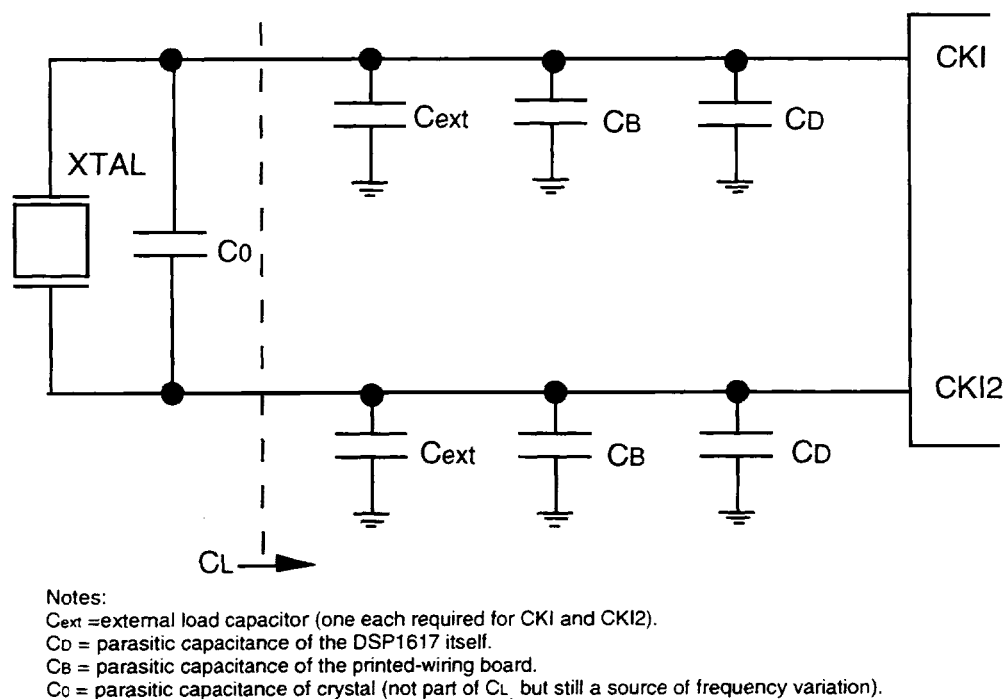 CKI
Cext
CB
CD
XTAL
C0
CKI2
Cext
CB
CD
CL
Notes:
Cext =external load capacitor (one each required for CKI and CKI2).
CD = parasitic capacitance of the DSP1617 itself.
CB = parasitic capacitance of the printed-wiring board.
C0 = parasitic capacitance of crystal (not part of CL, but still a source of frequency variation).